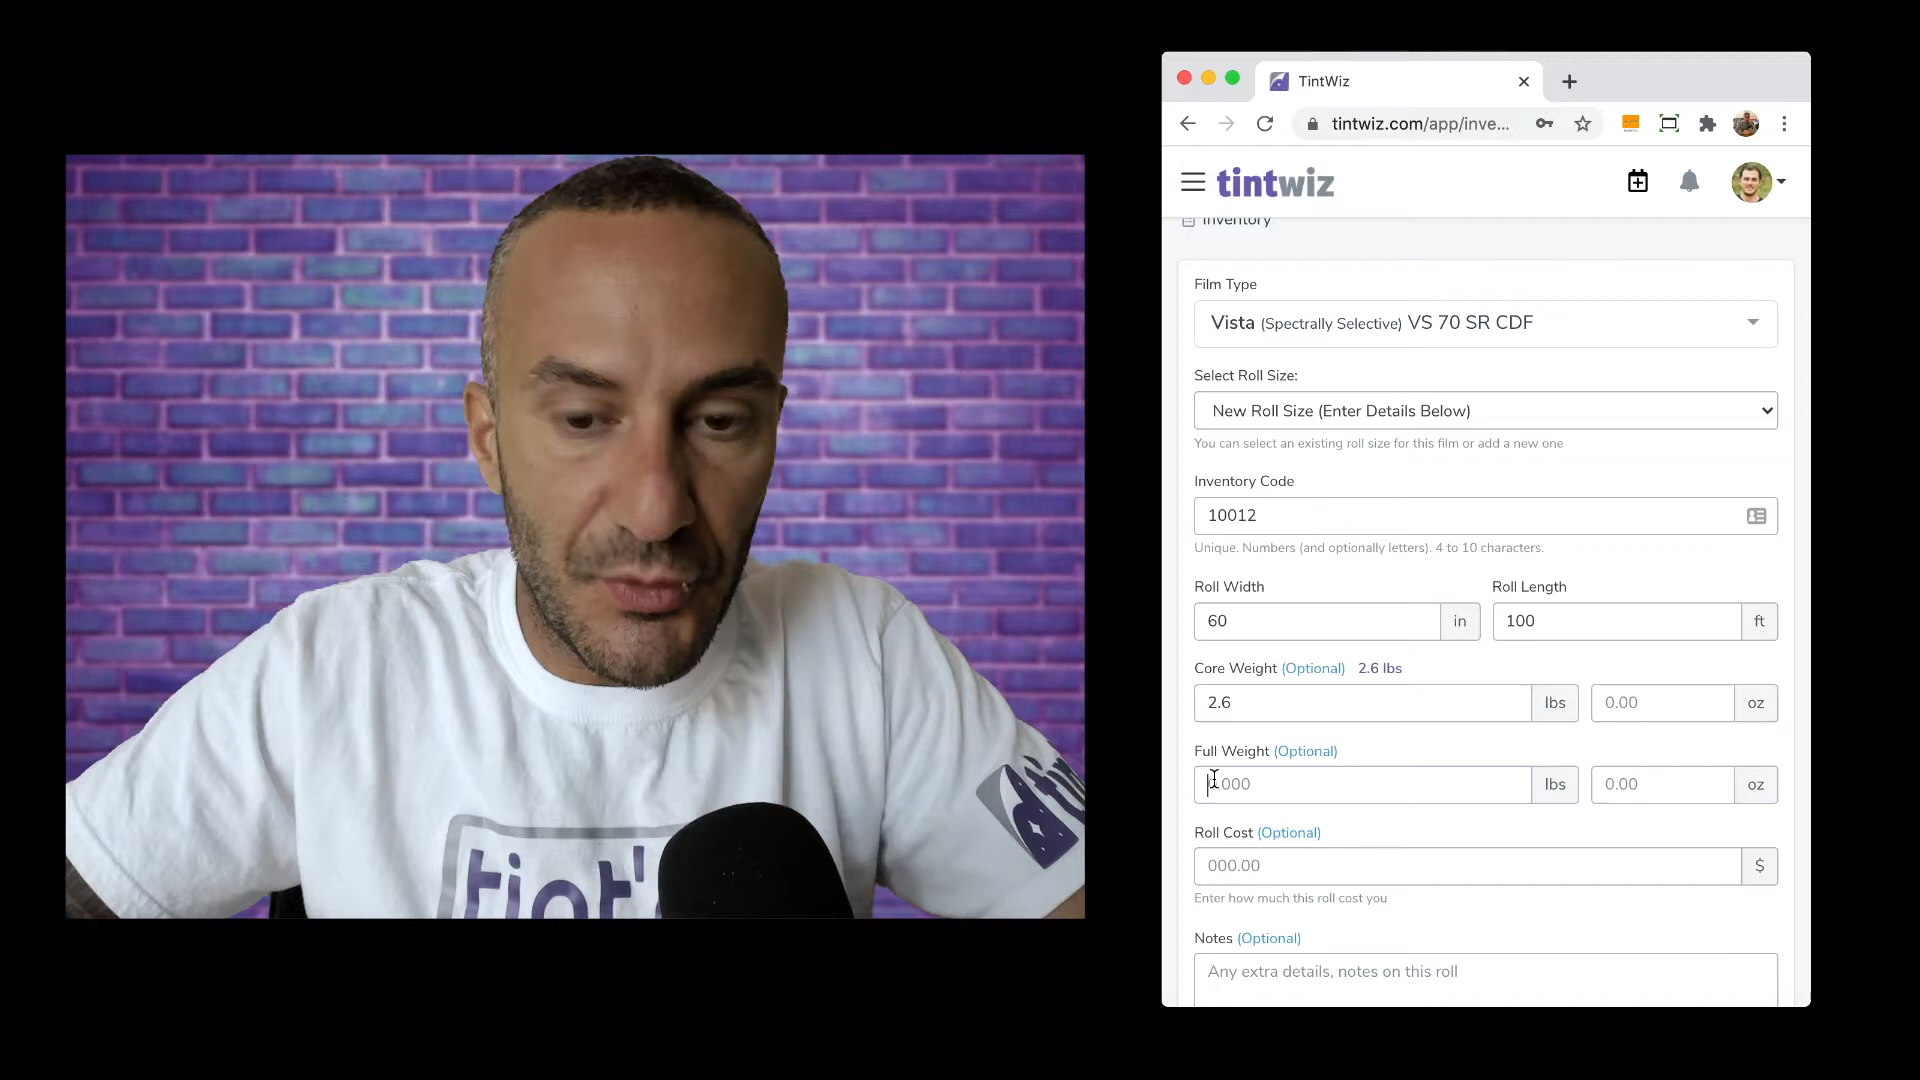 TintWiz
tintwiz.com/app/inve...
tintwiz
Inventory
Film Type
Vista (Spectrally Selective) VS 70 SR CDF
Select Roll Size:
New Roll Size (Enter Details Below)
You can select an existing roll size for this film or add a new one
Inventory Code
10012
Unique. Numbers (and optionally letters). 4 to 10 characters.
Roll Width Roll Length
60 in 100 ft
Core Weight (Optional) 2.6 lbs
2.6 lbs 0.00 oz
Full Weight (Optional)
000 lbs 0.00 oz
Roll Cost (Optional)
000.00 $
Enter how much this roll cost you
Notes (Optional)
Any extra details, notes on this roll